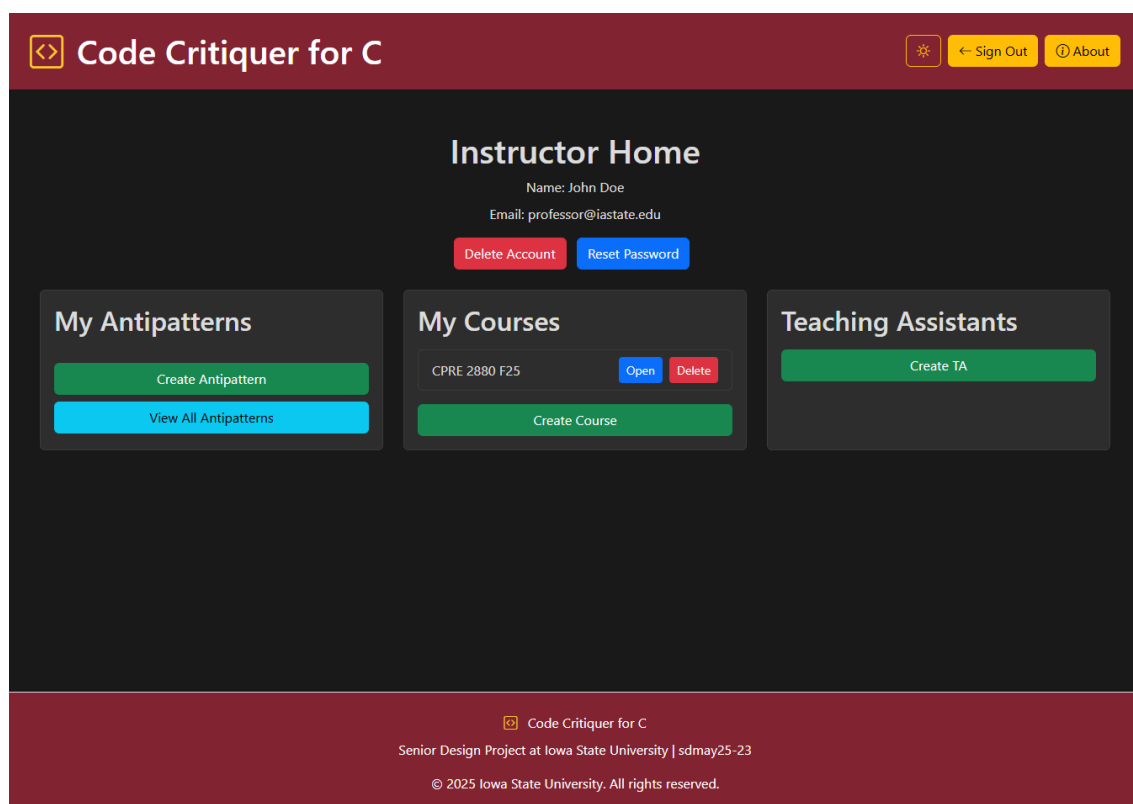 Code Critiquer for C
← Sign Out
About
Instructor Home
Name: John Doe
Email: professor@iastate.edu
Delete Account
Reset Password
My Antipatterns
Create Antipattern
View All Antipatterns
My Courses
CPRE 2880 F25
Open
Delete
Create Course
Teaching Assistants
Create TA
Code Critiquer for C
Senior Design Project at Iowa State University | sdmay25-23
© 2025 Iowa State University. All rights reserved.